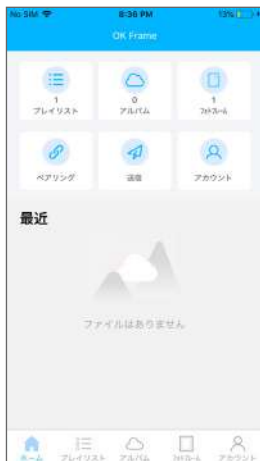 No SIM 8:36 PM 13%
OK Frame
1 0 1
プレイリスト アルバム フォトフレーム
ペアリング 送信 アカウント
最近
ファイルはありません
ホーム プレイリスト アルバム フォトフレーム アカウント